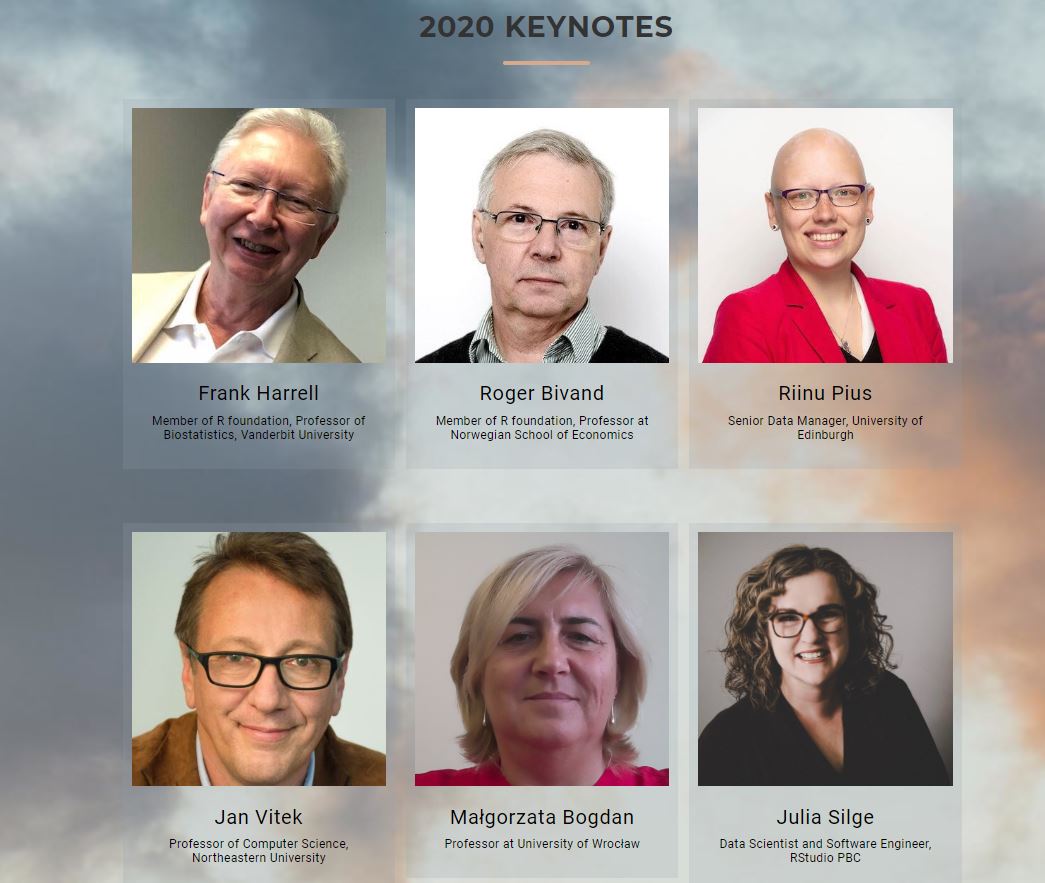 2020 KEYNOTES
Frank Harrell
Member of R foundation, Professor of
Biostatistics, Vanderbit University
Roger Bivand
Member of R foundation, Professor at
Norwegian School of Economics
Riinu Pius
Senior Data Manager, University of
Edinburgh
Jan Vitek
Professor of Computer Science,
Northeastern University
Małgorzata Bogdan
Professor at University of Wrocław
Julia Silge
Data Scientist and Software Engineer,
RStudio PBC